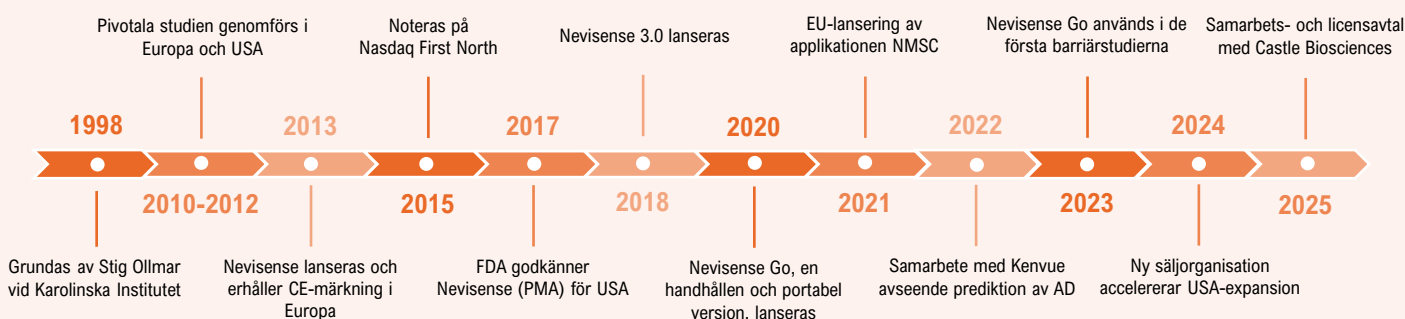 Pivotala studien genomförs i
Europa och USA
Noteras på
Nasdaq First North
Nevisense 3.0 lanseras
EU-lansering av
applikationen NMSC
Nevisense Go används i de
första barriärstudierna
Samarbets- och licensavtal
med Castle Biosciences
1998
2013
2017
2020
2022
2024
2010-2012
2015
2018
2021
2023
2025
Grundas av Stig Ollmar
vid Karolinska Institutet
Nevisense lanseras och
erhåller CE-märkning i
Europa
FDA godkänner
Nevisense (PMA) för USA
Nevisense Go, en
handhållen och portabel
version, lanseras
Samarbete med Kenvue
avseende prediktion av AD
Ny säljorganisation
accelererar USA-expansion